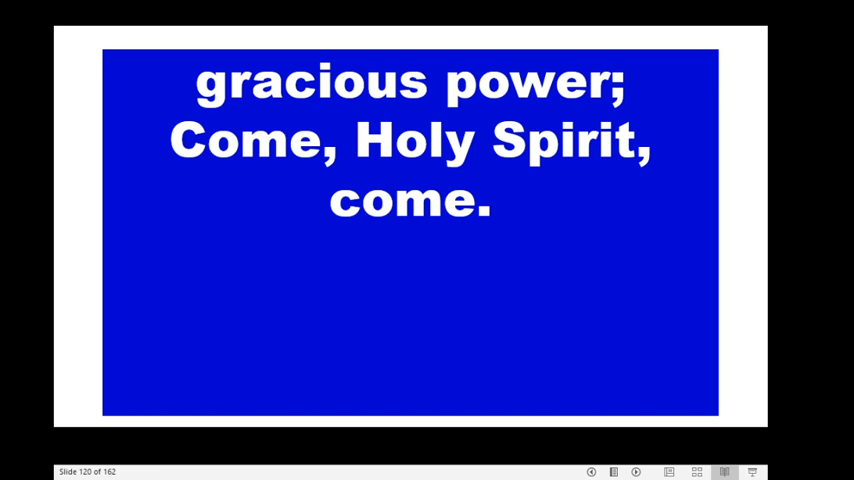 gracious power;
Come, Holy Spirit,
come.
Slide 120 of 162